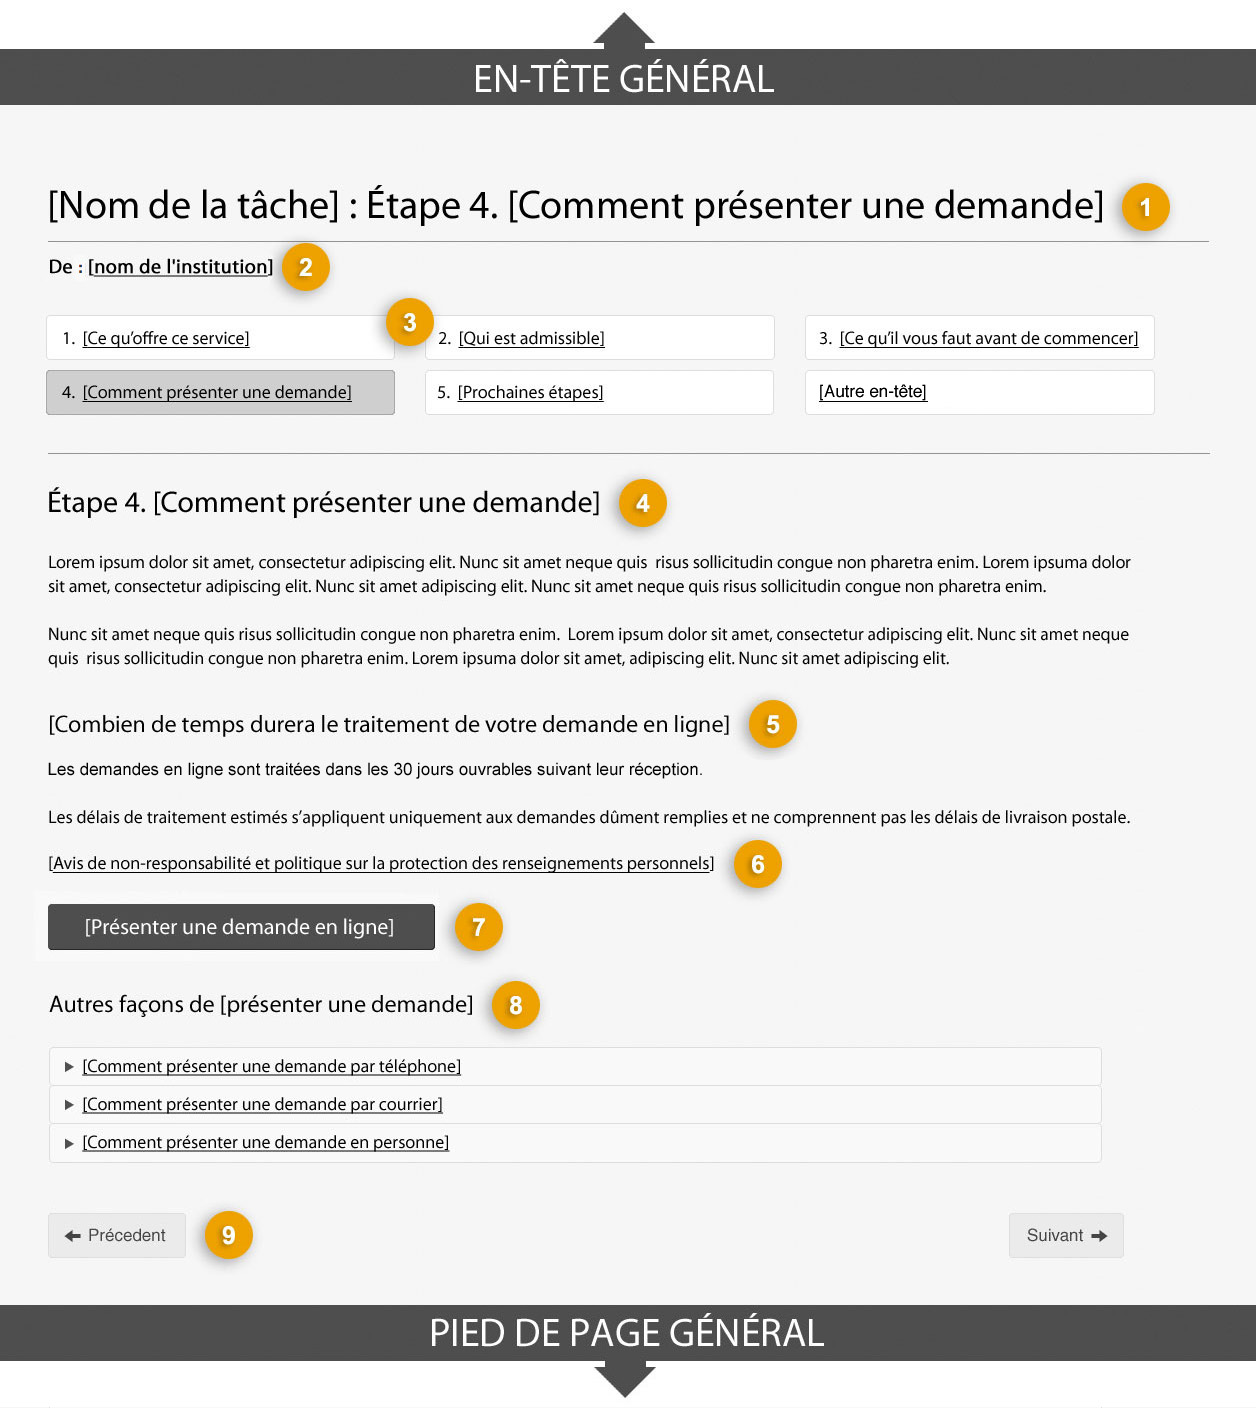 EN-TÊTE GÉNÉRAL
[Nom de la tâche] : Étape 4. [Comment présenter une demande] 1
De : [nom de l'institution] 2
3
1. [Ce qu’offre ce service] 2. [Qui est admissible] 3. [Ce qu’il vous faut avant de commencer]
4. [Comment présenter une demande] 5. [Prochaines étapes] [Autre en-tête]
Étape 4. [Comment présenter une demande] 4
Lorem ipsum dolor sit amet, consectetur adipiscing elit. Nunc sit amet neque quis risus sollicitudin congue non pharetra enim. Lorem ipsuma dolor
sit amet, consectetur adipiscing elit. Nunc sit amet adipiscing elit. Nunc sit amet neque quis risus sollicitudin congue non pharetra enim.
Nunc sit amet neque quis risus sollicitudin congue non pharetra enim. Lorem ipsum dolor sit amet, consectetur adipiscing elit. Nunc sit amet neque
quis risus sollicitudin congue non pharetra enim. Lorem ipsuma dolor sit amet, adipiscing elit. Nunc sit amet adipiscing elit.
[Combien de temps durera le traitement de votre demande en ligne] 5
Les demandes en ligne sont traitées dans les 30 jours ouvrables suivant leur réception.
Les délais de traitement estimés s’appliquent uniquement aux demandes dûment remplies et ne comprennent pas les délais de livraison postale.
[Avis de non-responsabilité et politique sur la protection des renseignements personnels] 6
[Présenter une demande en ligne] 7
Autres façons de [présenter une demande] 8
[Comment présenter une demande par téléphone]
[Comment présenter une demande par courrier]
[Comment présenter une demande en personne]
Précedent 9 Suivant
PIED DE PAGE GÉNÉRAL